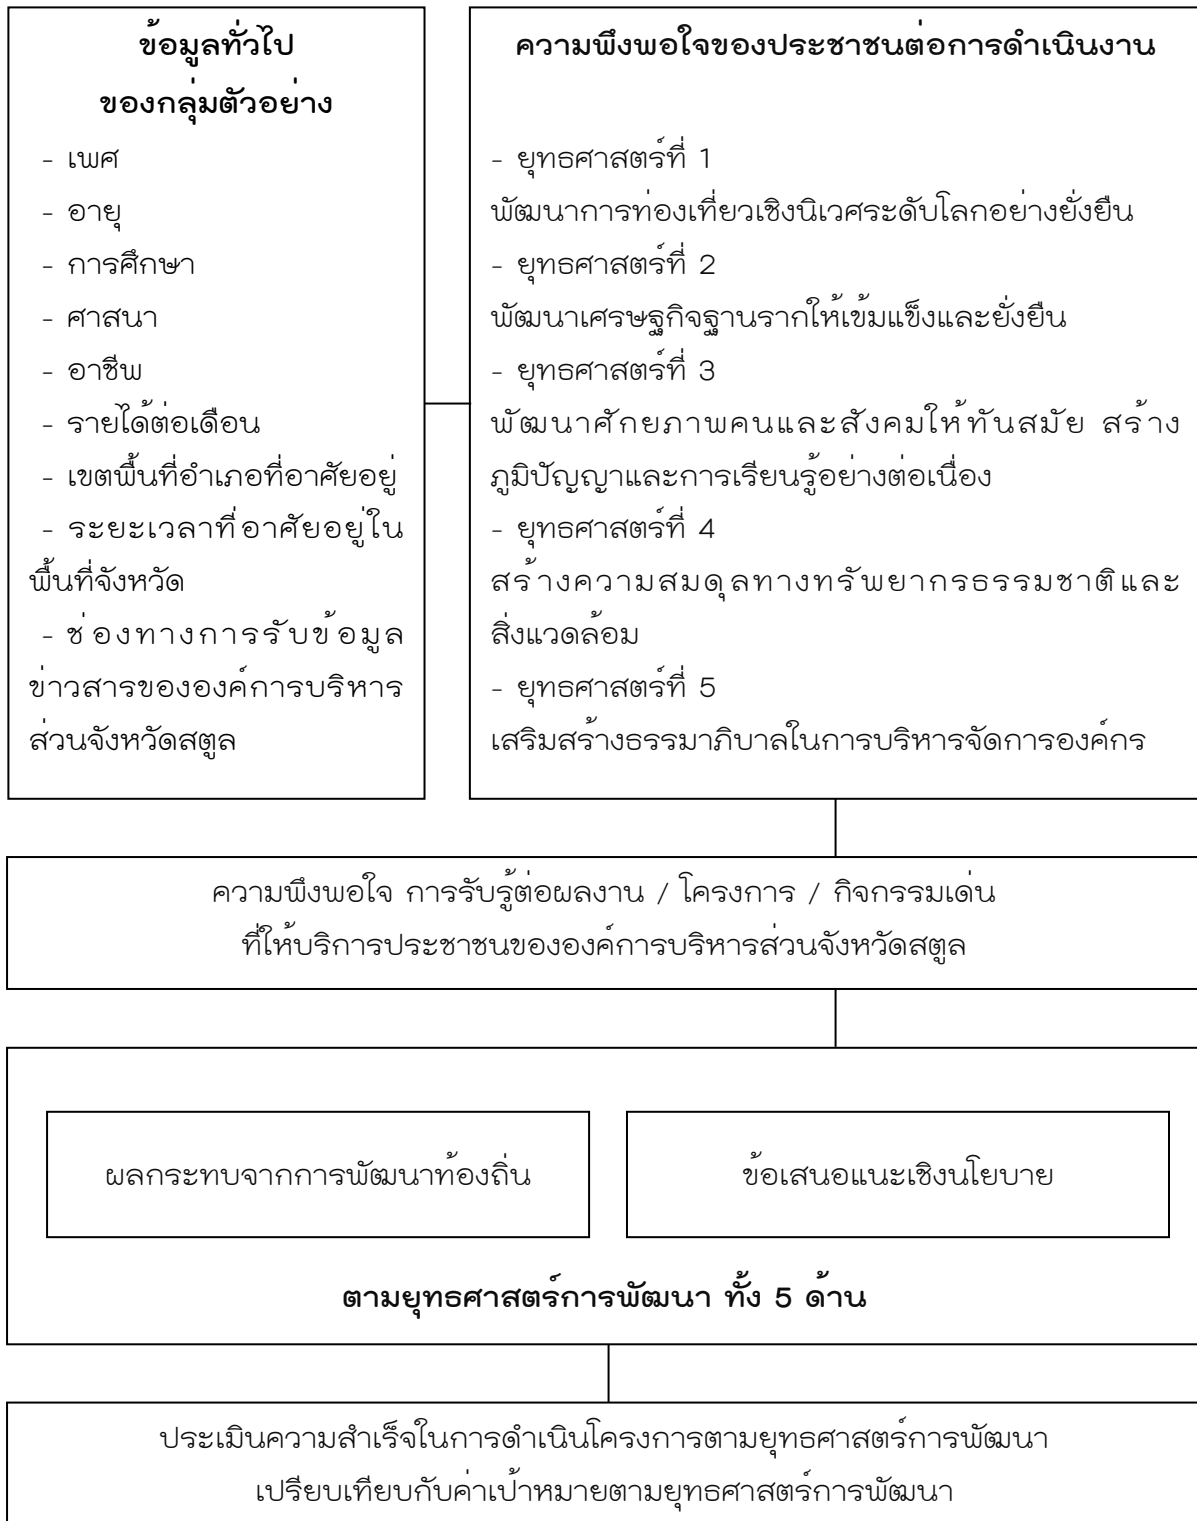 ข้อมูลทั่วไป
ของกลุ่มตัวอย่าง
- เพศ
- อายุ
- การศึกษา
- ศาสนา
- อาชีพ
- รายได้ต่อเดือน
- เขตพื้นที่อำเภอที่อาศัยอยู่
- ระยะเวลาที่อาศัยอยู่ใน
พื้นที่จังหวัด
- ช่องทางการรับข้อมูล
ข่าวสารขององค์การบริหาร
ส่วนจังหวัดสตูล
ความพึงพอใจของประชาชนต่อการดำเนินงาน
- ยุทธศาสตร์ที่ 1
พัฒนาการท่องเที่ยวเชิงนิเวศระดับโลกอย่างยั่งยืน
- ยุทธศาสตร์ที่ 2
พัฒนาเศรษฐกิจฐานรากให้เข้มแข็งและยั่งยืน
- ยุทธศาสตร์ที่ 3
พัฒนาศักยภาพคนและสังคมให้ทันสมัย สร้าง
ภูมิปัญญาและการเรียนรู้อย่างต่อเนื่อง
- ยุทธศาสตร์ที่ 4
สร้างความสมดุลทางทรัพยากรธรรมชาติและ
สิ่งแวดล้อม
- ยุทธศาสตร์ที่ 5
เสริมสร้างธรรมาภิบาลในการบริหารจัดการองค์กร
ความพึงพอใจ การรับรู้ต่อผลงาน / โครงการ / กิจกรรมเด่น
ที่ให้บริการประชาชนขององค์การบริหารส่วนจังหวัดสตูล
ผลกระทบจากการพัฒนาท้องถิ่น
ข้อเสนอแนะเชิงนโยบาย
ตามยุทธศาสตร์การพัฒนา ทั้ง 5 ด้าน
ประเมินความสำเร็จในการดำเนินโครงการตามยุทธศาสตร์การพัฒนา
เปรียบเทียบกับค่าเป้าหมายตามยุทธศาสตร์การพัฒนา